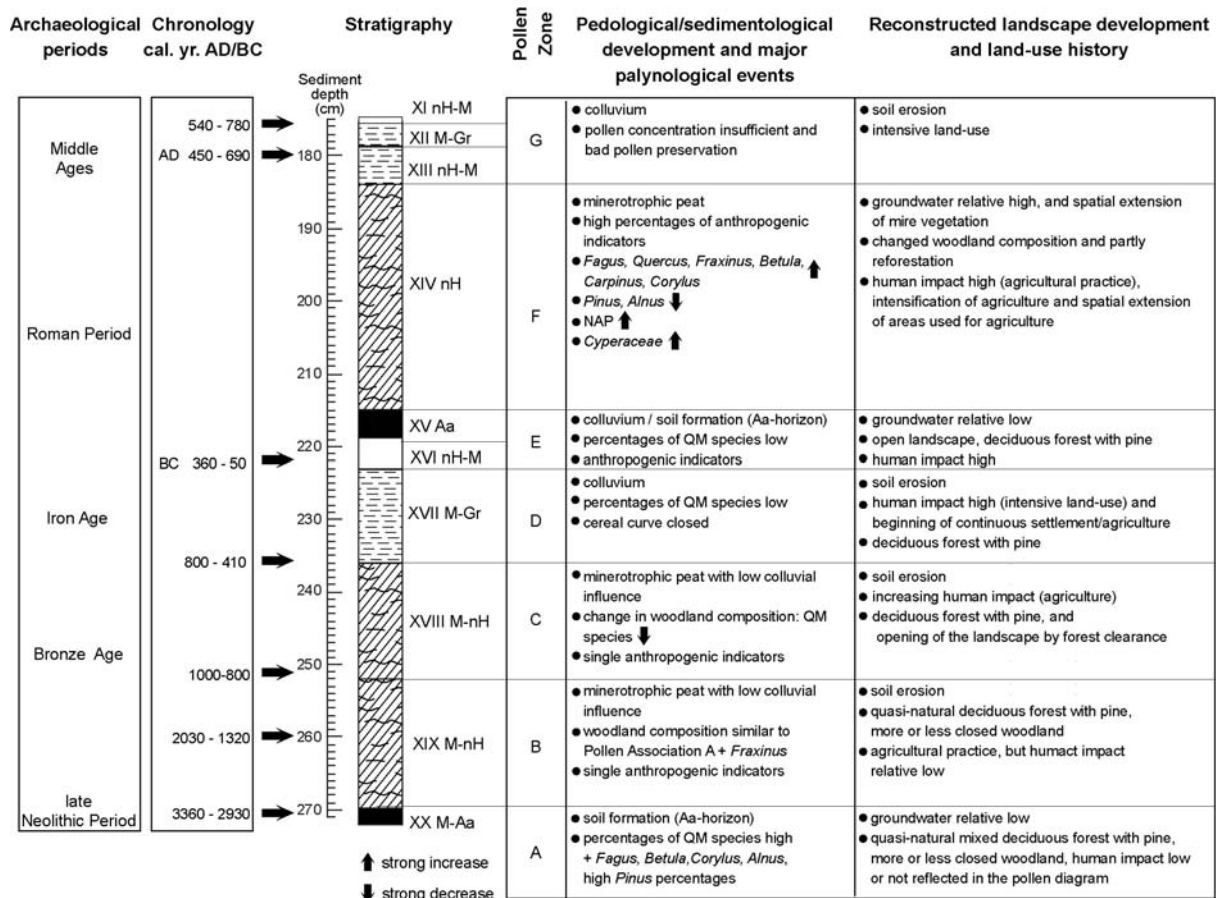 Archaeological
periods
Chronology
cal. yr. AD/BC
Stratigraphy
Pollen
Zone
Pedological/sedimentological
development and major
palynological events
Reconstructed landscape development
and land-use history
Middle
Ages
Roman Period
Iron Age
Bronze Age
late
Neolithic Period
540 - 780
AD 450 - 690
BC 360 - 50
800 - 410
1000-800
2030 - 1320
3360 - 2930
Sediment
depth
(cm)
180
190
200
210
220
230
240
250
260
270
XI nH-M
XII M-Gr
XIII nH-M
XIV nH
XV Aa
XVI nH-M
XVII M-Gr
XVIII M-nH
XIX M-nH
XX M-Aa
strong increase
strong decrease
G
● colluvium
● pollen concentration insufficient and
bad pollen preservation
● soil erosion
● intensive land-use
F
● minerotrophic peat
● high percentages of anthropogenic
indicators
● Fagus, Quercus, Fraxinus, Betula,
Carpinus, Corylus
● Pinus, Alnus
● NAP
● Cyperaceae
● groundwater relative high, and spatial extension
of mire vegetation
● changed woodland composition and partly
reforestation
● human impact high (agricultural practice),
intensification of agriculture and spatial extension
of areas used for agriculture
E
● colluvium / soil formation (Aa-horizon)
● percentages of QM species low
● anthropogenic indicators
● groundwater relative low
● open landscape, deciduous forest with pine
● human impact high
D
● colluvium
● percentages of QM species low
● cereal curve closed
● soil erosion
● human impact high (intensive land-use) and
beginning of continuous settlement/agriculture
● deciduous forest with pine
C
● minerotrophic peat with low colluvial
influence
● change in woodland composition: QM
species
● single anthropogenic indicators
● soil erosion
● increasing human impact (agriculture)
● deciduous forest with pine, and
opening of the landscape by forest clearance
B
● minerotrophic peat with low colluvial
influence
● woodland composition similar to
Pollen Association A + Fraxinus
● single anthropogenic indicators
● soil erosion
● quasi-natural deciduous forest with pine,
more or less closed woodland
● agricultural practice, but humact impact
relative low
A
● soil formation (Aa-horizon)
● percentages of QM species high
+ Fagus, Betula,Corylus, Alnus,
high Pinus percentages
● groundwater relative low
● quasi-natural mixed deciduous forest with pine,
more or less closed woodland, human impact low
or not reflected in the pollen diagram